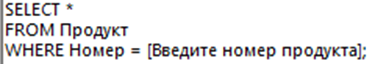 SELECT *
FROM Продукт
WHERE Номер = [Введите номер продукта];